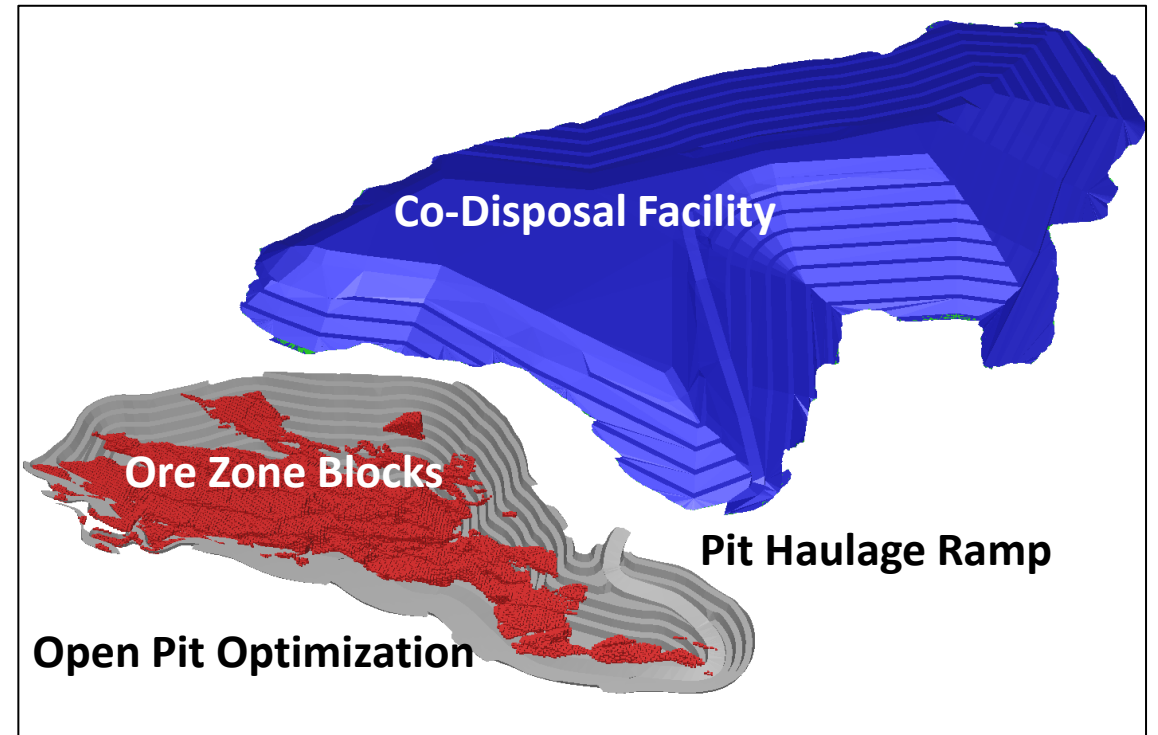 Co-Disposal Facility
Ore Zone Blocks
Pit Haulage Ramp
Open Pit Optimization